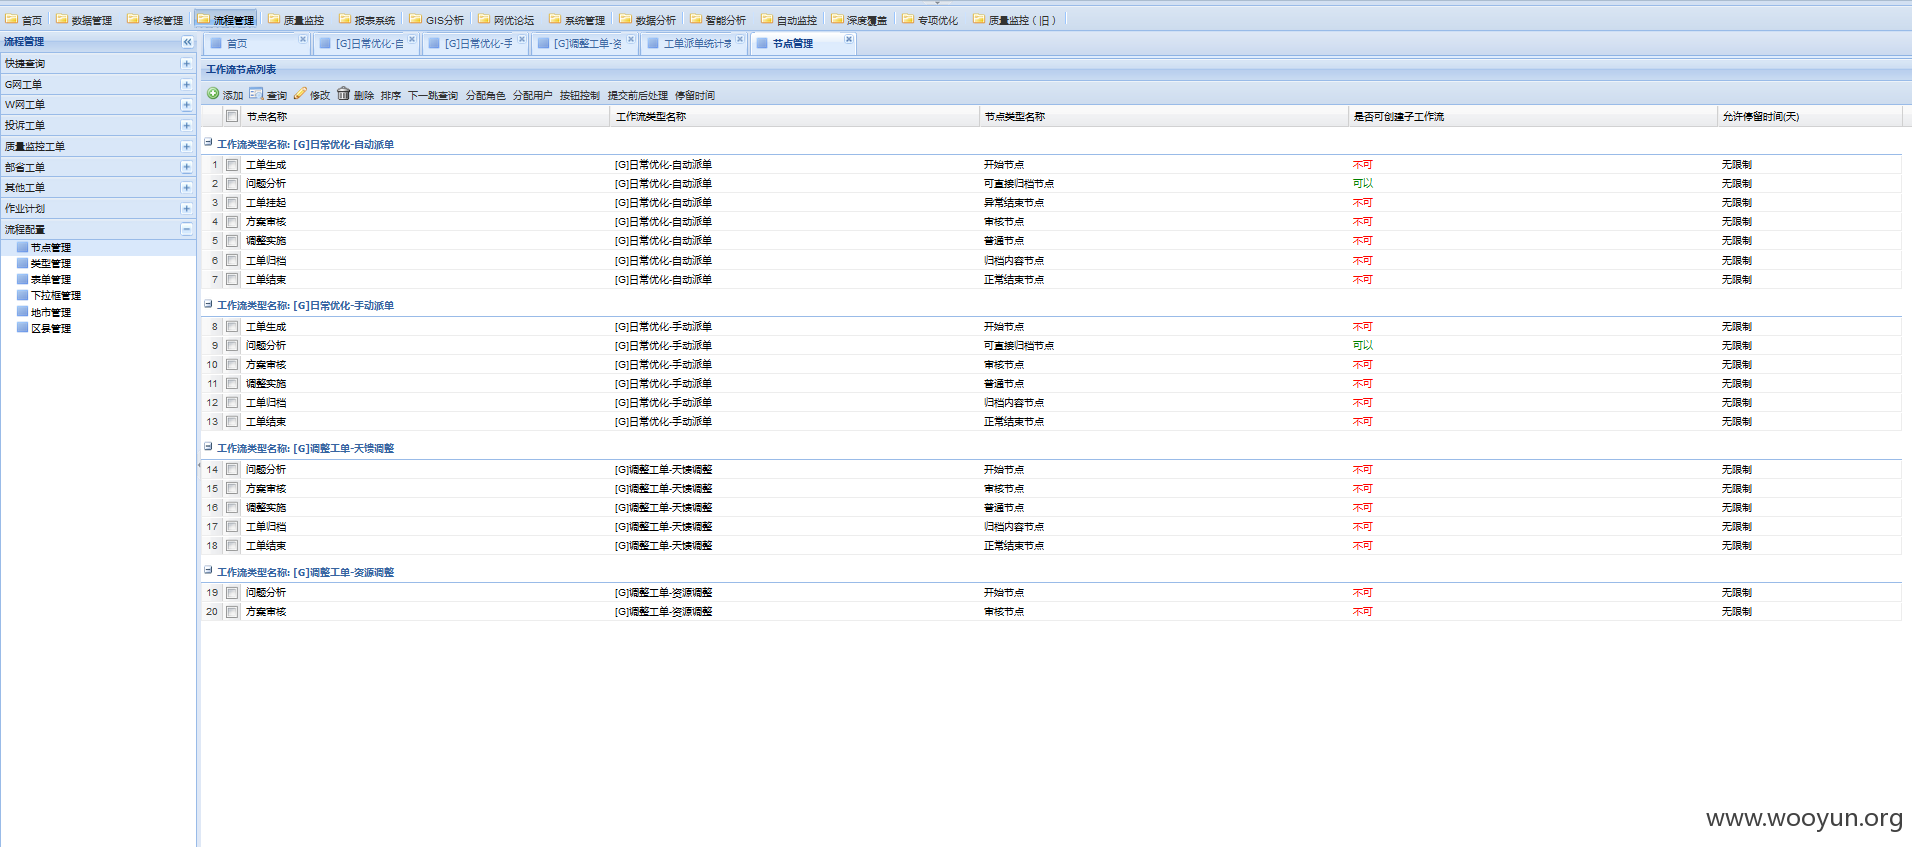 首页 数据管理 考核管理 流程管理 质量监控 报表系统 GIS分析 网优论坛 系统管理 数据分析 智能分析 自动监控 深度覆盖 专项优化 质量监控（旧）
流程管理
首页 [G]日常优化-自 [G]日常优化-手 [G]调整工单-资 工单派单统计表 节点管理
快捷查询
G网工单
W网工单
投诉工单
质量监控工单
部省工单
其他工单
作业计划
流程配置
节点管理
类型管理
表单管理
下拉框管理
地市管理
区县管理
工作流节点列表
添加 查询 修改 删除 排序 下一跳查询 分配角色 分配用户 按钮控制 提交前后处理 停留时间
节点名称 工作流类型名称 节点类型名称 是否可创建子工作流 允许停留时间(天)
工作流类型名称: [G]日常优化-自动派单
1 工单生成 [G]日常优化-自动派单 开始节点 不可 无限制
2 问题分析 [G]日常优化-自动派单 可直接归档节点 可以 无限制
3 工单挂起 [G]日常优化-自动派单 异常结束节点 不可 无限制
4 方案审核 [G]日常优化-自动派单 审核节点 不可 无限制
5 调整实施 [G]日常优化-自动派单 普通节点 不可 无限制
6 工单归档 [G]日常优化-自动派单 归档内容节点 不可 无限制
7 工单结束 [G]日常优化-自动派单 正常结束节点 不可 无限制
工作流类型名称: [G]日常优化-手动派单
8 工单生成 [G]日常优化-手动派单 开始节点 不可 无限制
9 问题分析 [G]日常优化-手动派单 可直接归档节点 可以 无限制
10 方案审核 [G]日常优化-手动派单 审核节点 不可 无限制
11 调整实施 [G]日常优化-手动派单 普通节点 不可 无限制
12 工单归档 [G]日常优化-手动派单 归档内容节点 不可 无限制
13 工单结束 [G]日常优化-手动派单 正常结束节点 不可 无限制
工作流类型名称: [G]调整工单-天馈调整
14 问题分析 [G]调整工单-天馈调整 开始节点 不可 无限制
15 方案审核 [G]调整工单-天馈调整 审核节点 不可 无限制
16 调整实施 [G]调整工单-天馈调整 普通节点 不可 无限制
17 工单归档 [G]调整工单-天馈调整 归档内容节点 不可 无限制
18 工单结束 [G]调整工单-天馈调整 正常结束节点 不可 无限制
工作流类型名称: [G]调整工单-资源调整
19 问题分析 [G]调整工单-资源调整 开始节点 不可 无限制
20 方案审核 [G]调整工单-资源调整 审核节点 不可 无限制
www.wooyun.org